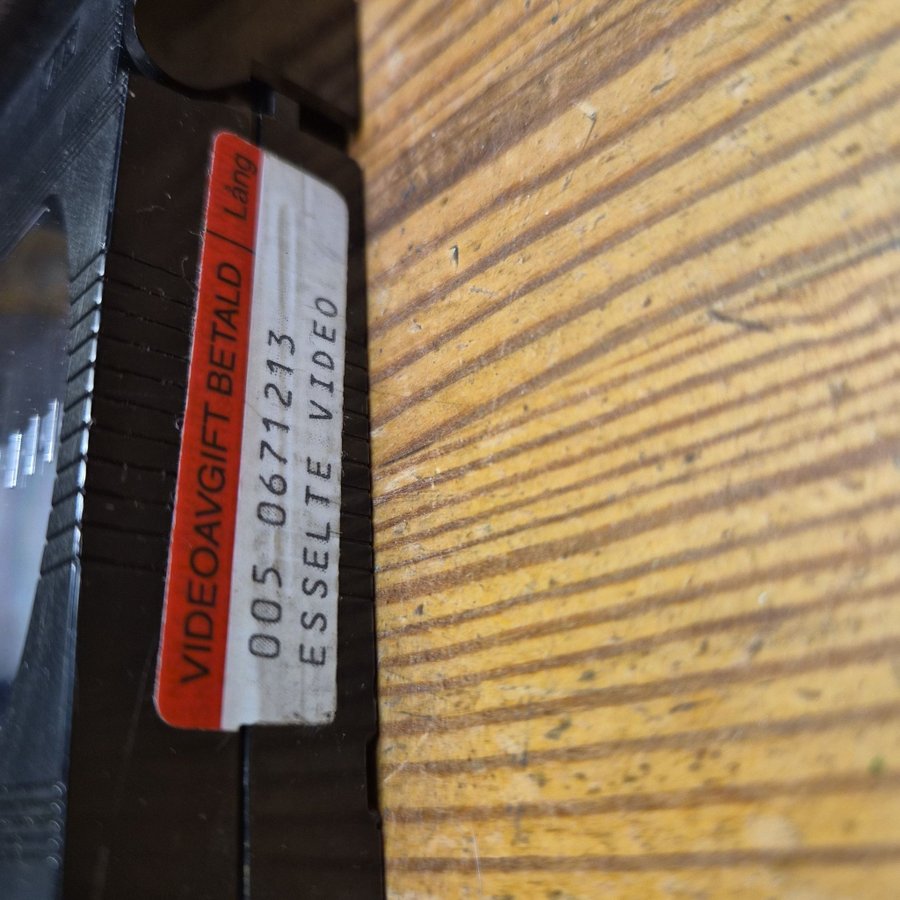 VIDEOAVGIFT BETALD | Lång
005 0671213
ESSELTE VIDEO